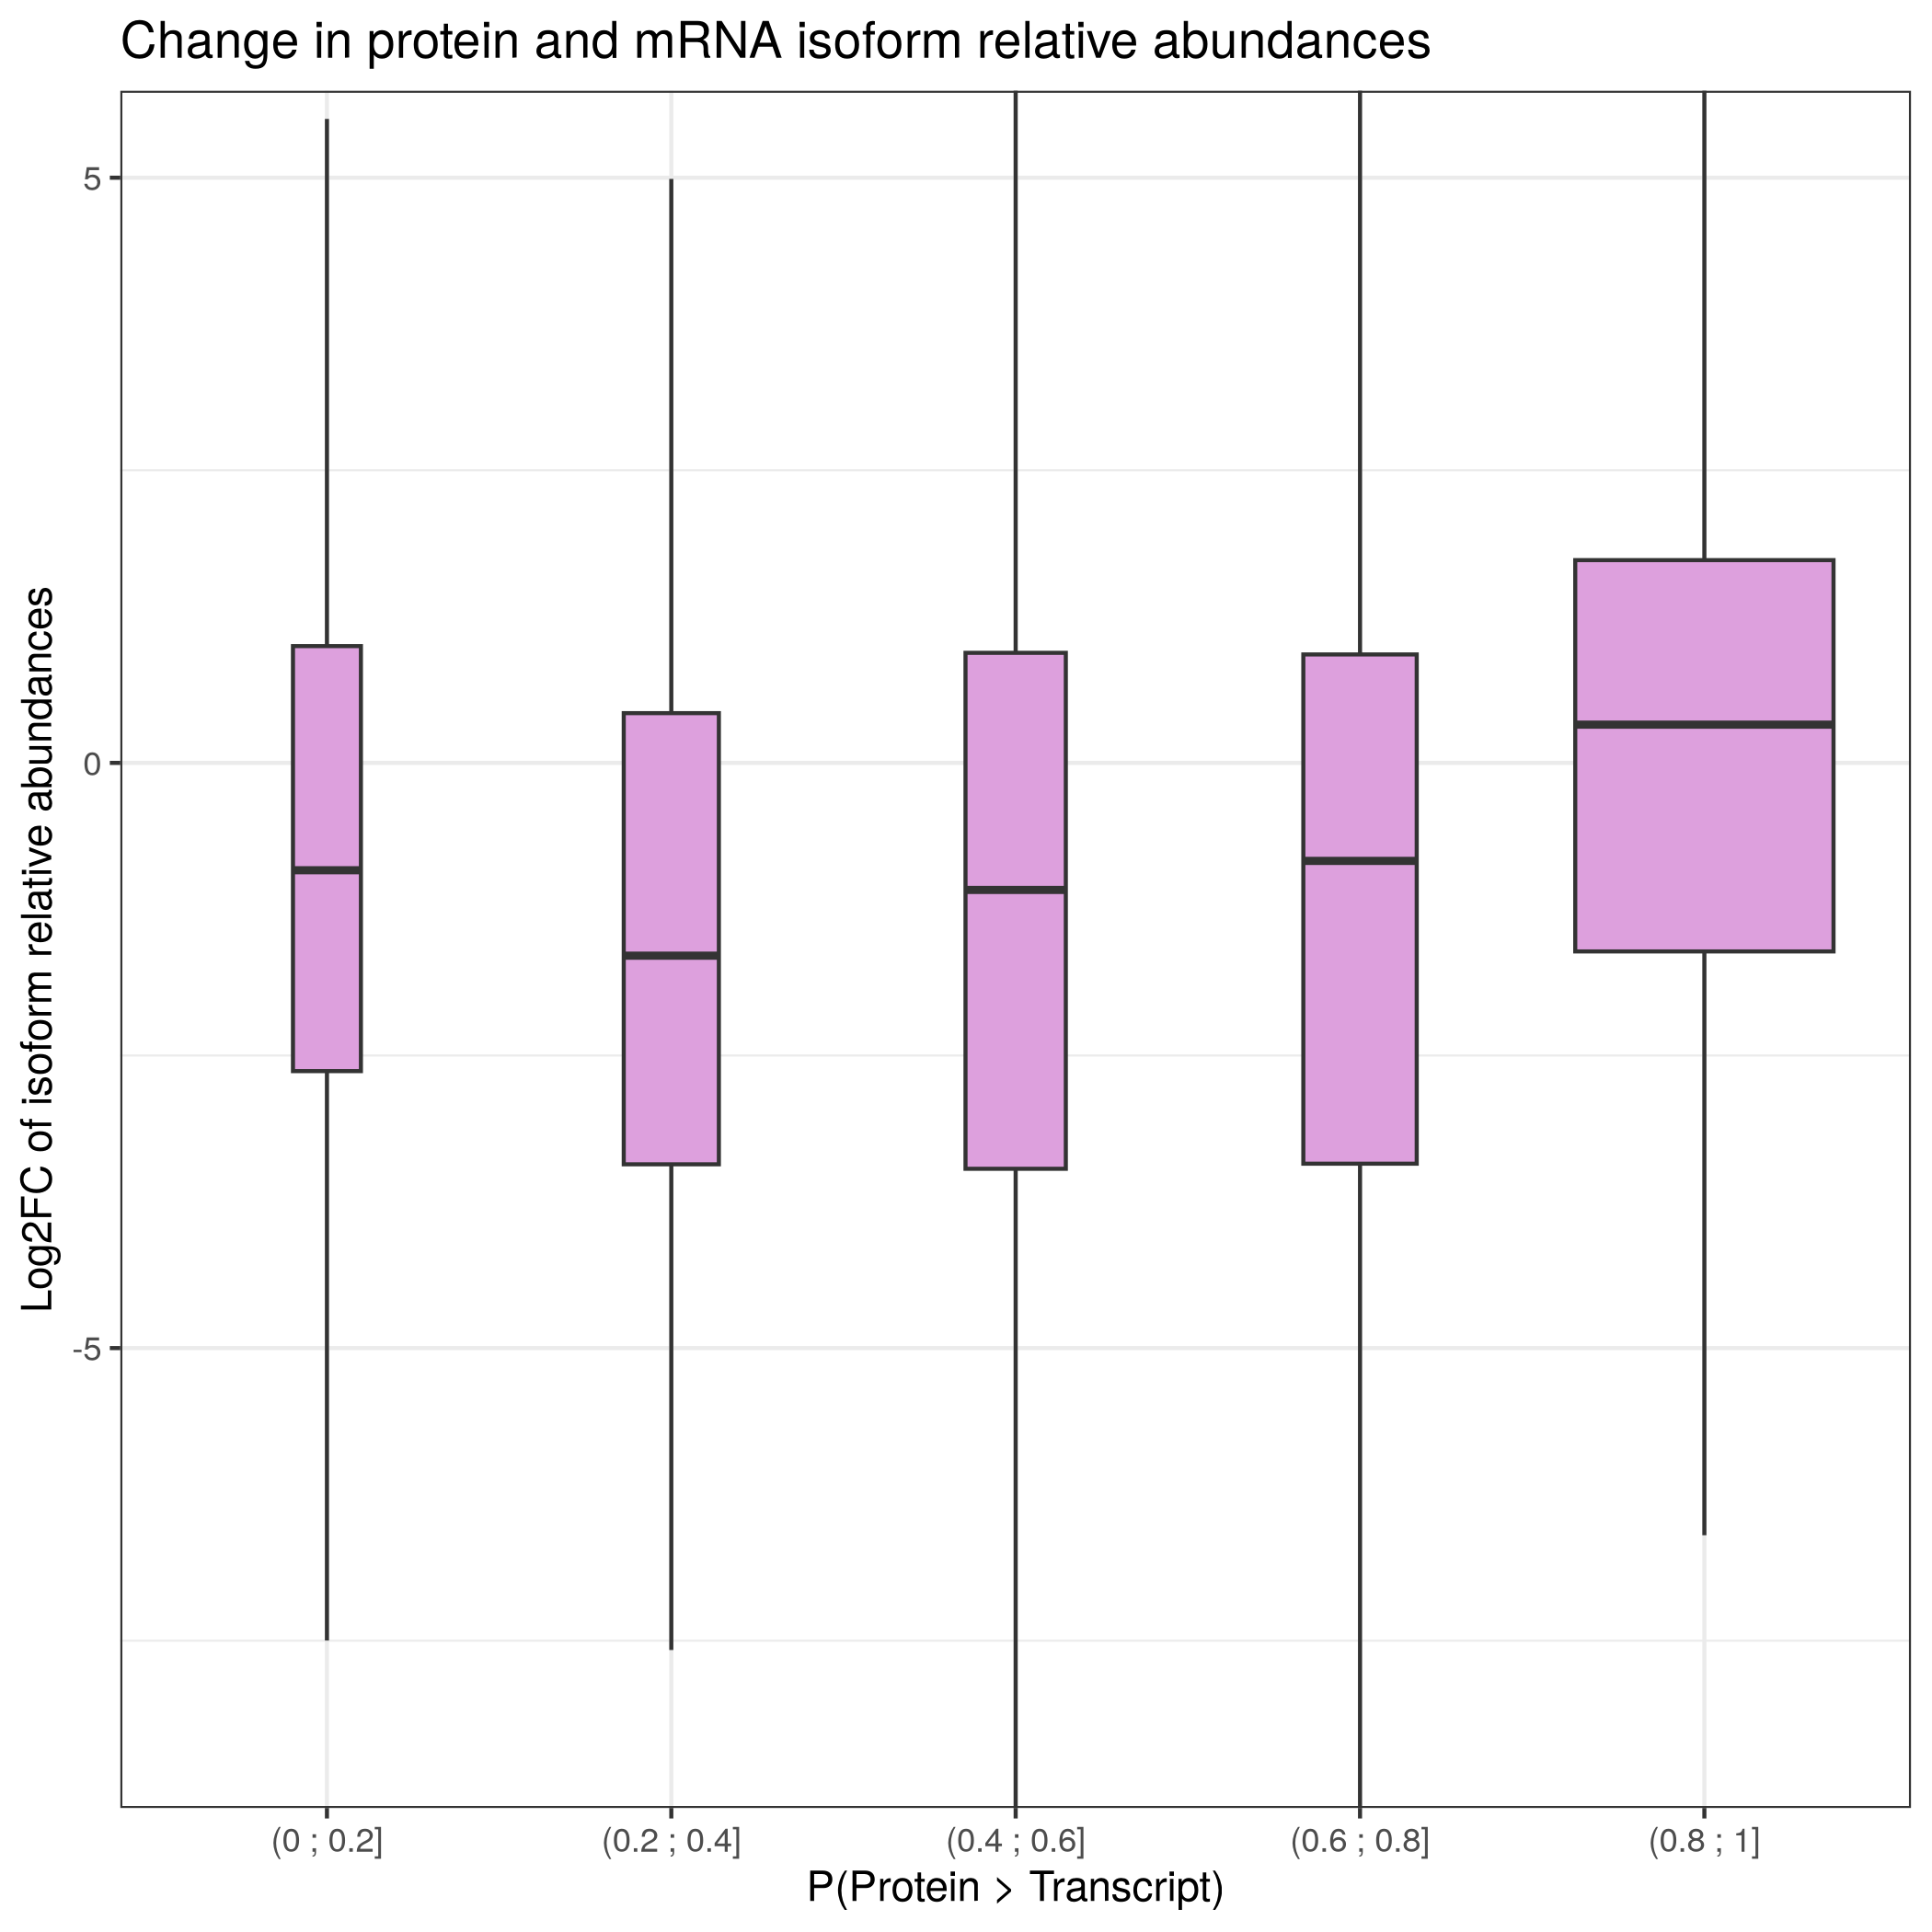 Change in protein and mRNA isoform relative abundances
Log2FC of isoform relative abundances
5
0
-5
(0 ; 0.2]
(0.2 ; 0.4]
(0.4 ; 0.6]
(0.6 ; 0.8]
(0.8 ; 1]
P(Protein > Transcript)